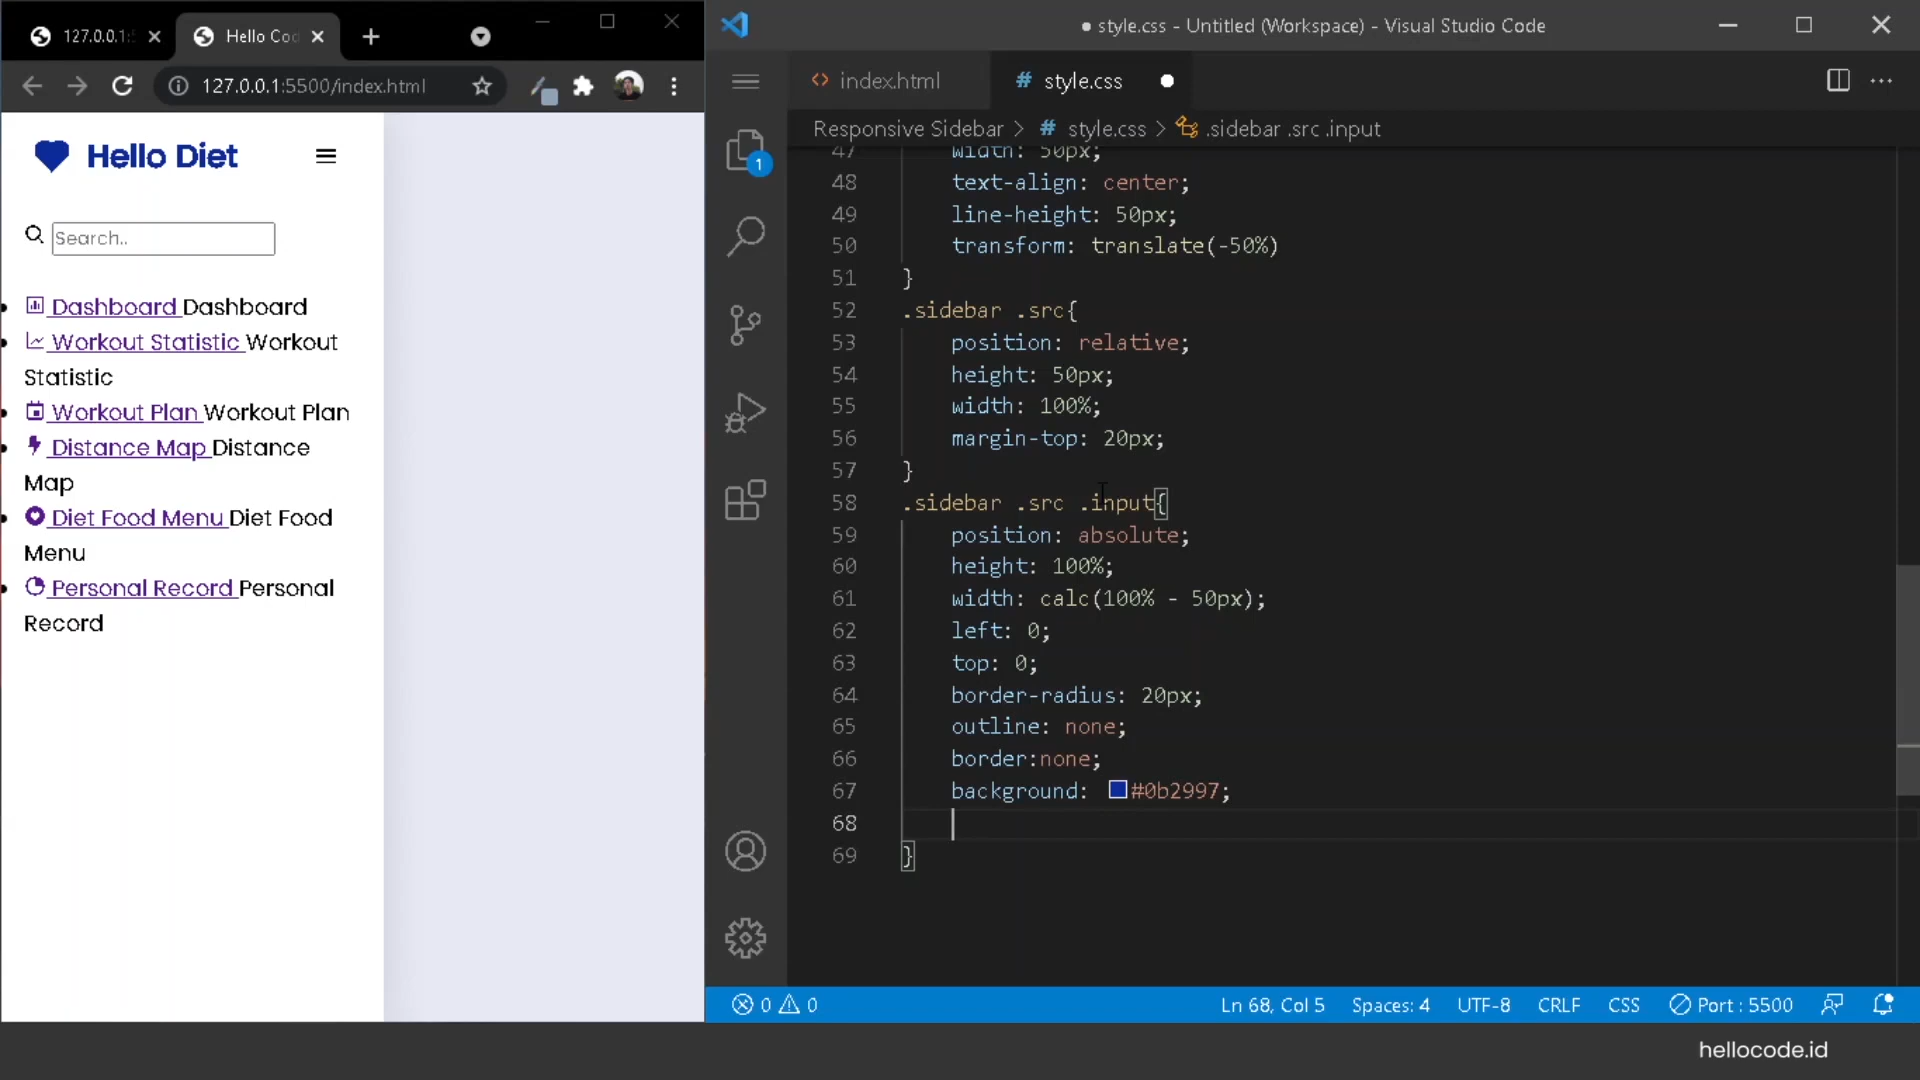 127.0.0.1:5
Hello Cod
127.0.0.1:5500/index.html
Hello Diet
Search..
Dashboard Dashboard
Workout Statistic Workout
Statistic
Workout Plan Workout Plan
Distance Map Distance
Map
Diet Food Menu Diet Food
Menu
Personal Record Personal
Record
● style.css - Untitled (Workspace) - Visual Studio Code
<> index.html
# style.css ●
Responsive Sidebar > # style.css > .sidebar .src .input
1
47 width: 50px;
48 text-align: center;
49 line-height: 50px;
50 transform: translate(-50%)
51 }
52 .sidebar .src{
53 position: relative;
54 height: 50px;
55 width: 100%;
56 margin-top: 20px;
57 }
58 .sidebar .src .input{
59 position: absolute;
60 height: 100%;
61 width: calc(100% - 50px);
62 left: 0;
63 top: 0;
64 border-radius: 20px;
65 outline: none;
66 border:none;
67 background: #0b2997;
68
69 }
0 0 Ln 68, Col 5 Spaces: 4 UTF-8 CRLF CSS Port : 5500
hellocode.id